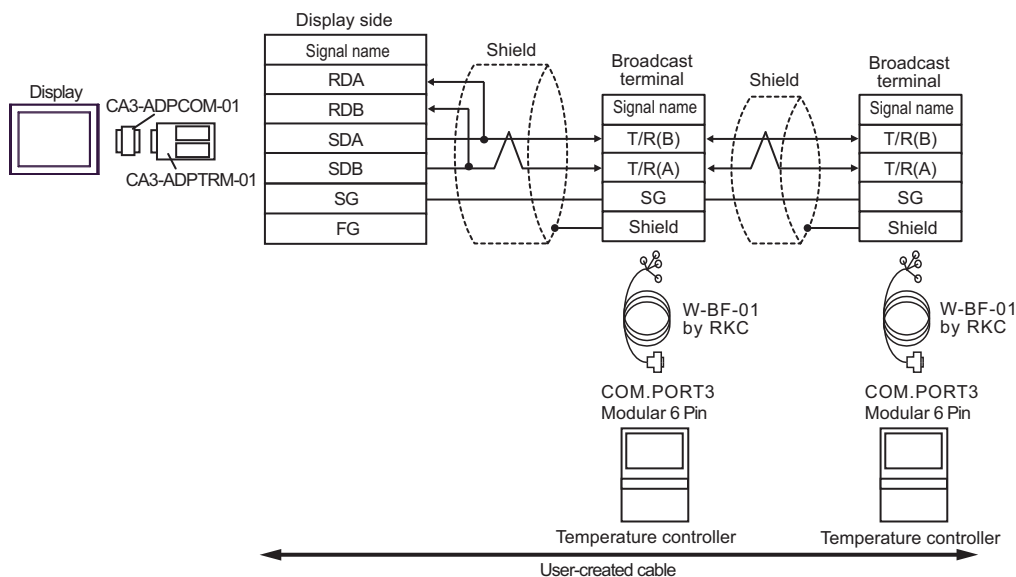 Display side
Signal name
RDA
RDB
SDA
SDB
SG
FG
Display
CA3-ADPCOM-01
CA3-ADPTRM-01
Shield
Broadcast
terminal
Signal name
T/R(B)
T/R(A)
SG
Shield
Shield
Broadcast
terminal
Signal name
T/R(B)
T/R(A)
SG
Shield
W-BF-01
by RKC
W-BF-01
by RKC
COM.PORT3
Modular 6 Pin
COM.PORT3
Modular 6 Pin
Temperature controller
Temperature controller
User-created cable